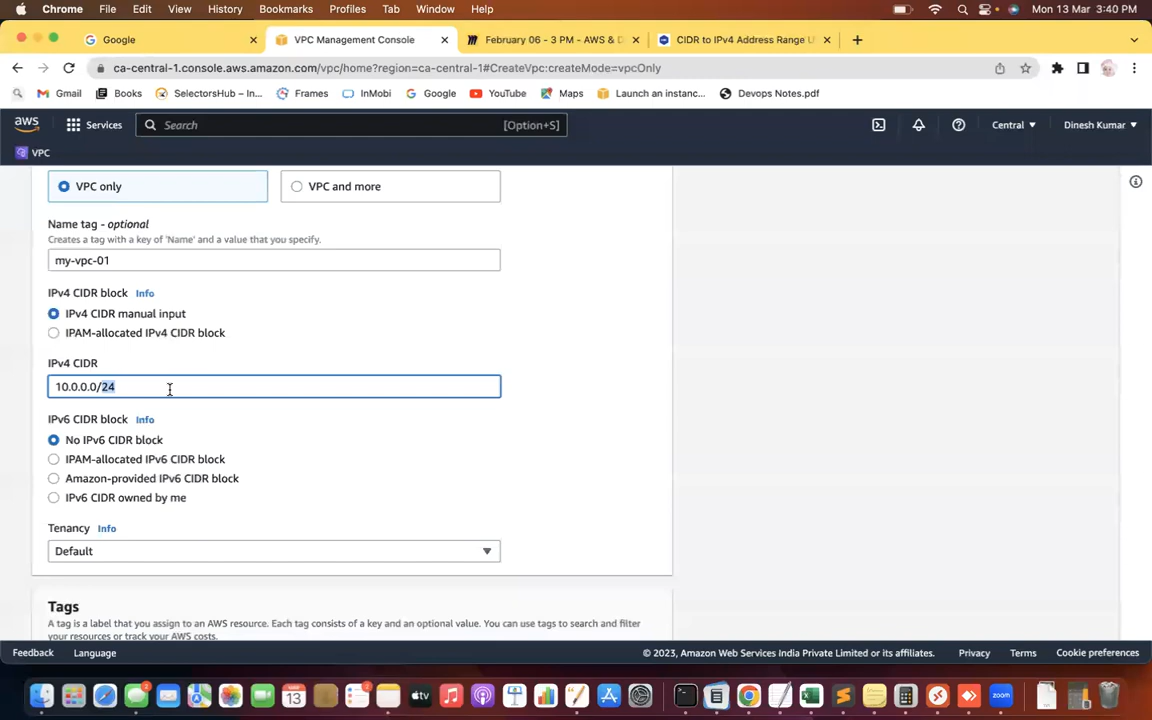 Chrome File Edit View History Bookmarks Profiles Tab Window Help Mon 13 Mar 3:40 PM
Google VPC Management Console February 06 - 3 PM - AWS & D CIDR to IPv4 Address Range U
ca-central-1.console.aws.amazon.com/vpc/home?region=ca-central-1#CreateVpc:createMode=vpcOnly
Gmail Books SelectorsHub – In... Frames InMobi Google YouTube Maps Launch an instanc... Devops Notes.pdf
aws Services Search [Option+S] Central Dinesh Kumar
VPC
VPC only VPC and more
Name tag - optional
Creates a tag with a key of 'Name' and a value that you specify.
my-vpc-01
IPv4 CIDR block Info
IPv4 CIDR manual input
IPAM-allocated IPv4 CIDR block
IPv4 CIDR
10.0.0.0/24
IPv6 CIDR block Info
No IPv6 CIDR block
IPAM-allocated IPv6 CIDR block
Amazon-provided IPv6 CIDR block
IPv6 CIDR owned by me
Tenancy Info
Default
Tags
A tag is a label that you assign to an AWS resource. Each tag consists of a key and an optional value. You can use tags to search and filter
your resources or track your AWS costs.
Feedback Language © 2023, Amazon Web Services India Private Limited or its affiliates. Privacy Terms Cookie preferences